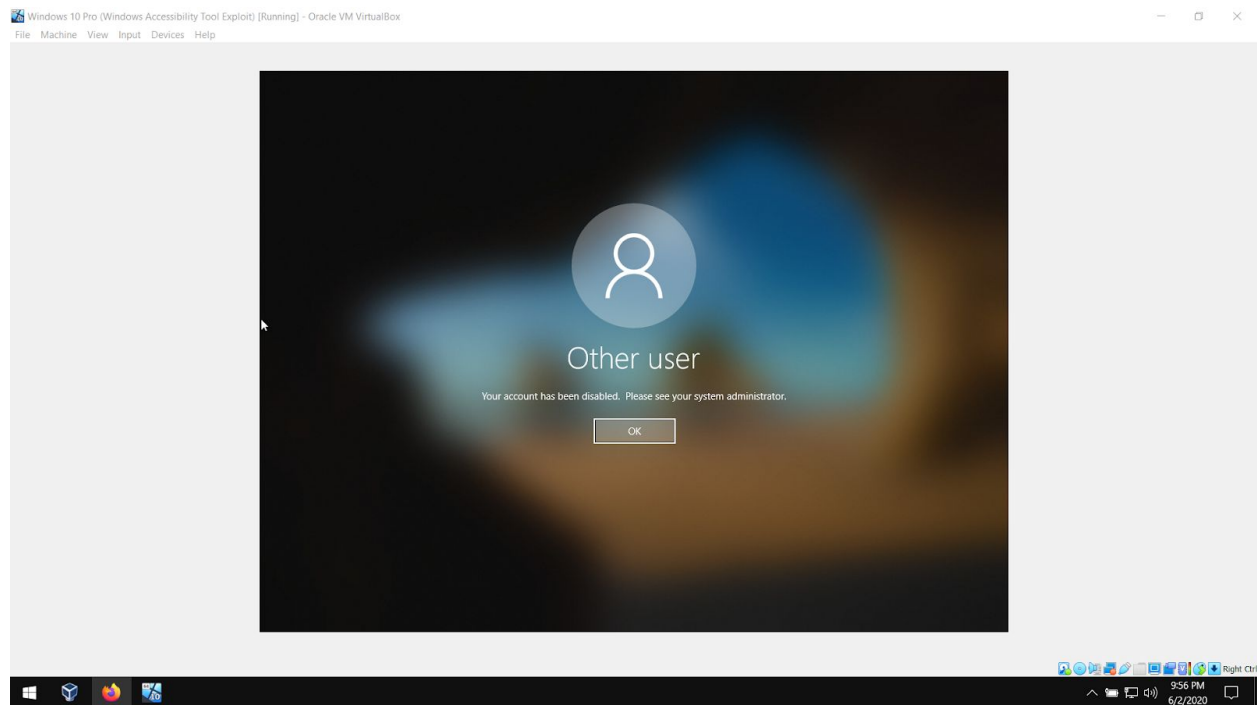 Windows 10 Pro (Windows Accessibility Tool Exploit) [Running] - Oracle VM VirtualBox
File Machine View Input Devices Help
Other user
Your account has been disabled. Please see your system administrator.
OK
Right Ctrl
9:56 PM
6/2/2020